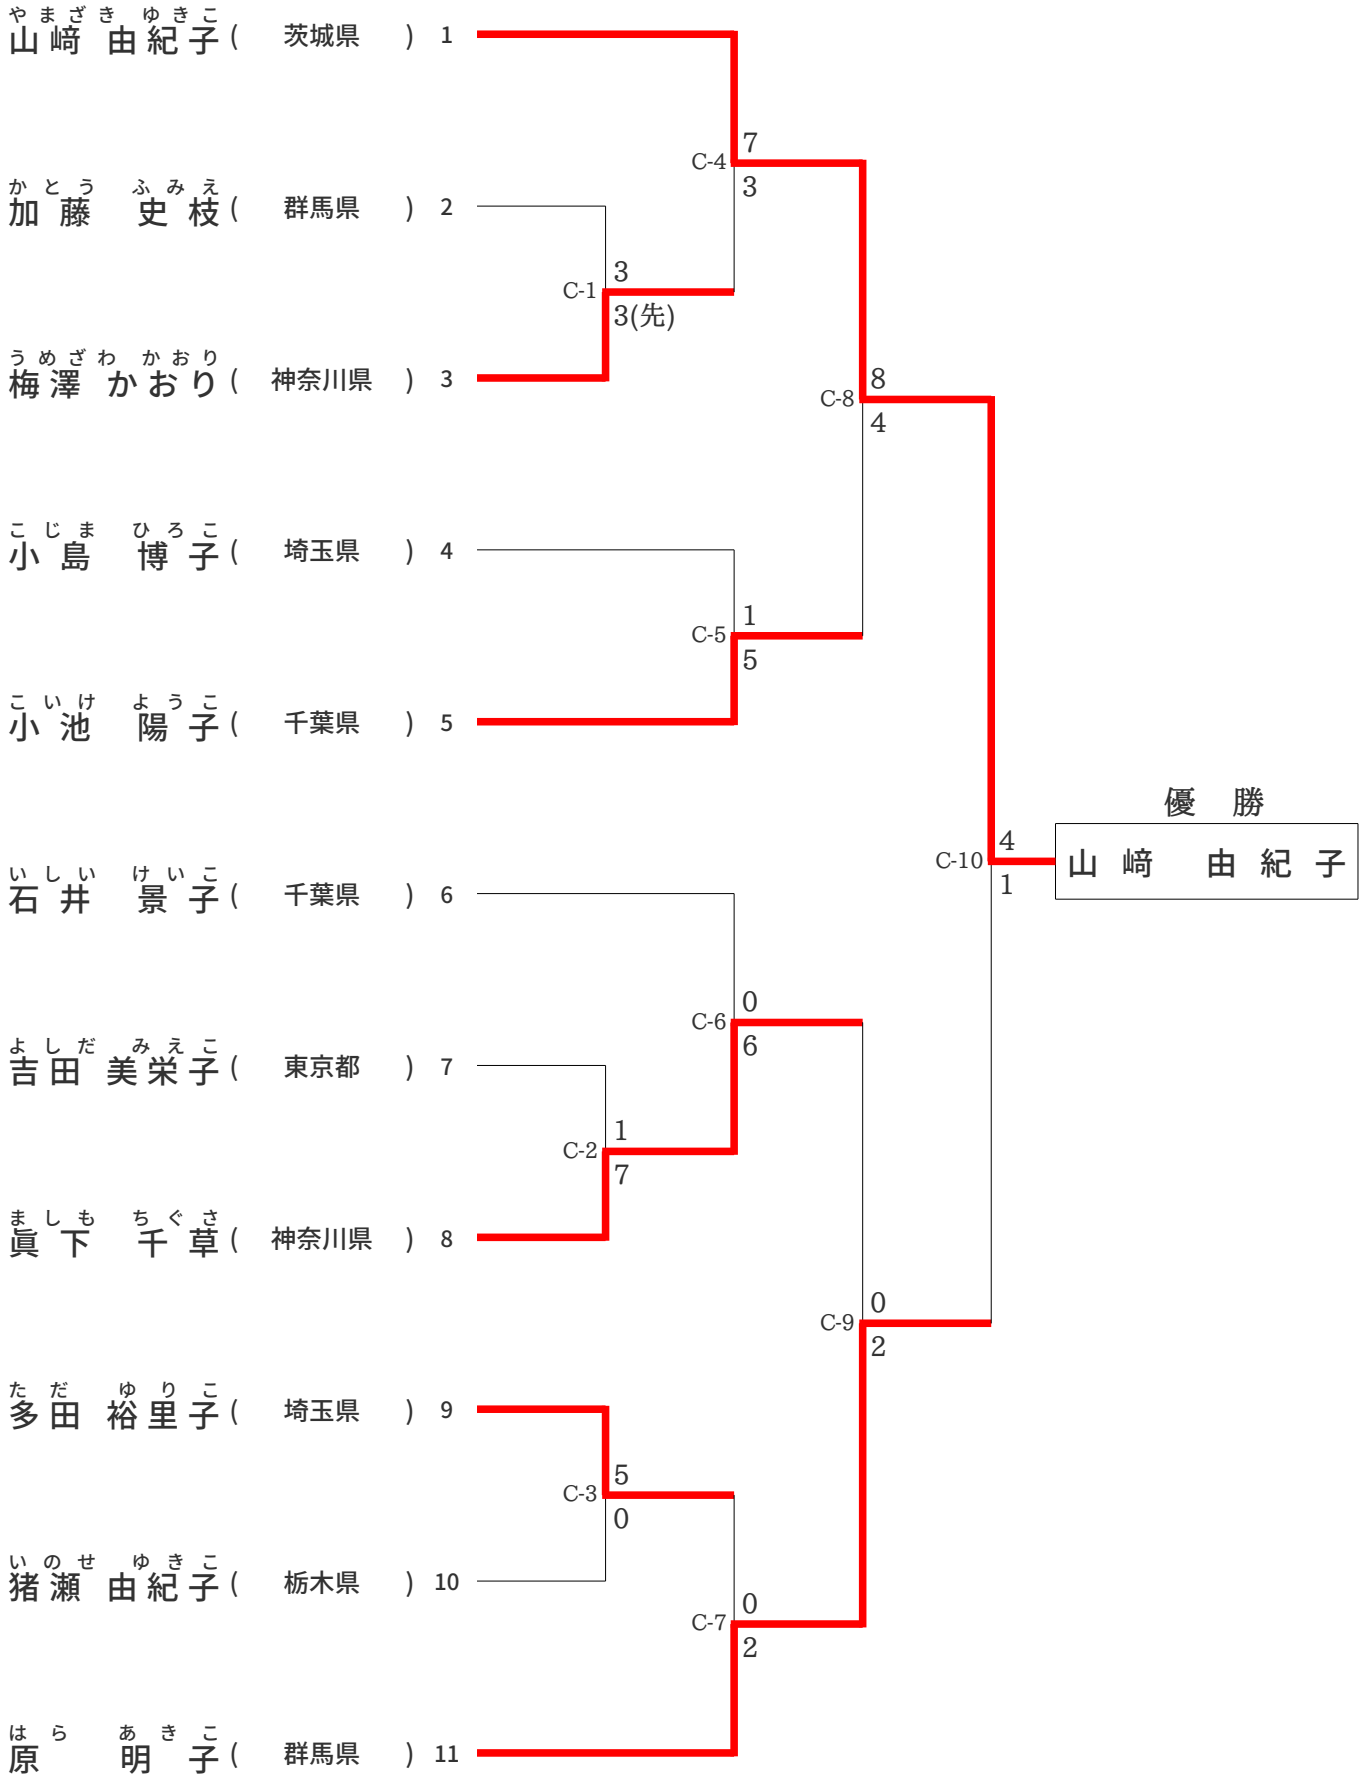 やまざき ゆきこ
山﨑 由紀子 ( 茨城県 ) 1
7
C-4
3
かとう ふみえ
加藤 史枝 ( 群馬県 ) 2
3
C-1
3(先)
うめざわ かおり
梅澤 かおり ( 神奈川県 ) 3
8
C-8
4
こじま ひろこ
小島 博子 ( 埼玉県 ) 4
1
C-5
5
こいけ ようこ
小池 陽子 ( 千葉県 ) 5
優 勝
4
C-10
山﨑 由紀子
1
いしい けいこ
石井 景子 ( 千葉県 ) 6
0
C-6
6
よしだ みえこ
吉田 美栄子 ( 東京都 ) 7
1
C-2
7
ましも ちぐさ
眞下 千草 ( 神奈川県 ) 8
0
C-9
2
ただ ゆりこ
多田 裕里子 ( 埼玉県 ) 9
5
C-3
0
いのせ ゆきこ
猪瀬 由紀子 ( 栃木県 ) 10
0
C-7
2
はら あきこ
原 明子 ( 群馬県 ) 11